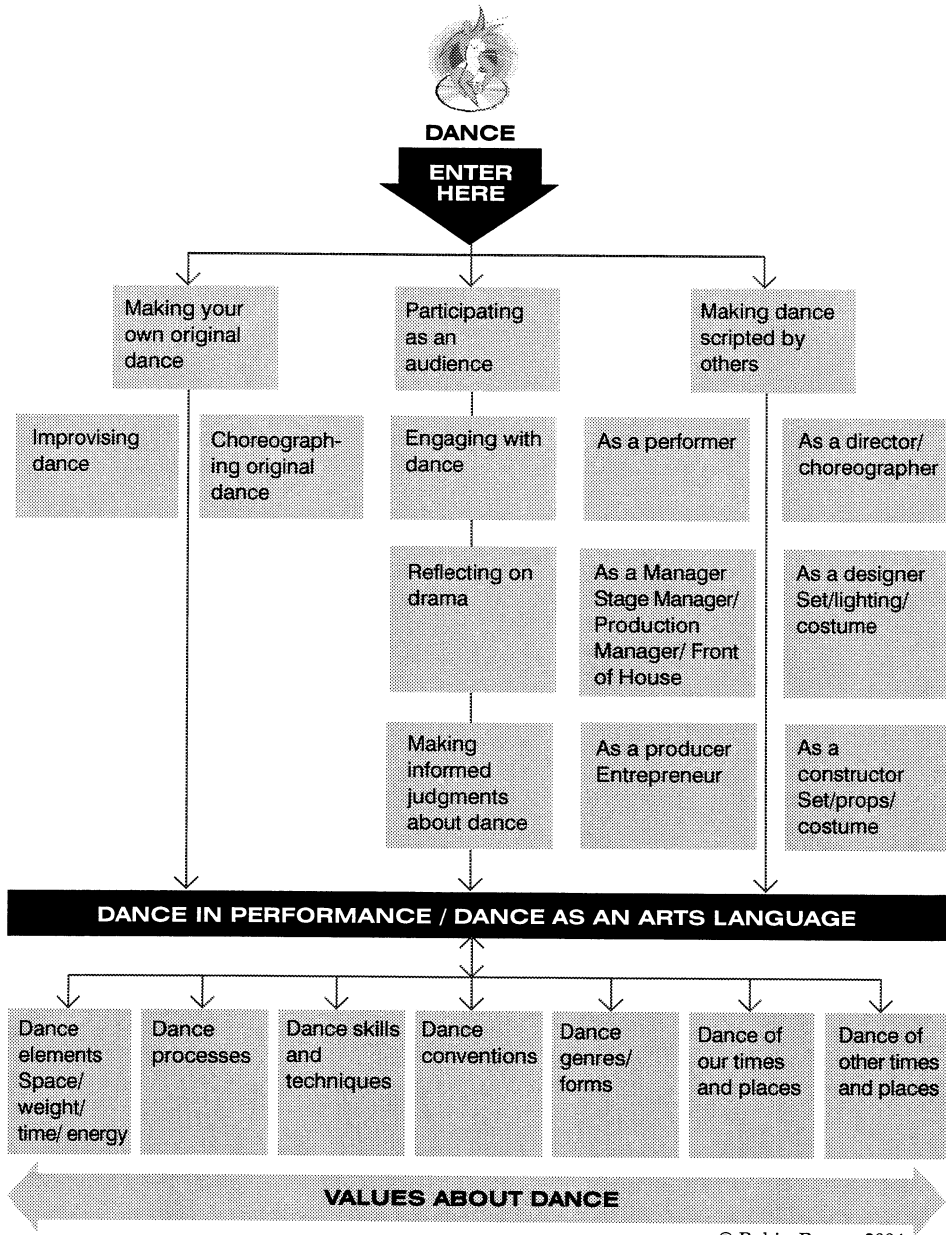 DANCE
ENTER
HERE
Making your
own original
dance
Participating
as an
audience
Making dance
scripted by
others
Improvising
dance
Choreograph-
ing original
dance
Engaging with
dance
As a performer
As a director/
choreographer
Reflecting on
drama
As a Manager
Stage Manager/
Production
Manager/ Front
of House
As a designer
Set/lighting/
costume
Making
informed
judgments
about dance
As a producer
Entrepreneur
As a
constructor
Set/props/
costume
DANCE IN PERFORMANCE / DANCE AS AN ARTS LANGUAGE
Dance
elements
Space/
weight/
time/ energy
Dance
processes
Dance skills
and
techniques
Dance
conventions
Dance
genres/
forms
Dance of
our times
and places
Dance of
other times
and places
VALUES ABOUT DANCE